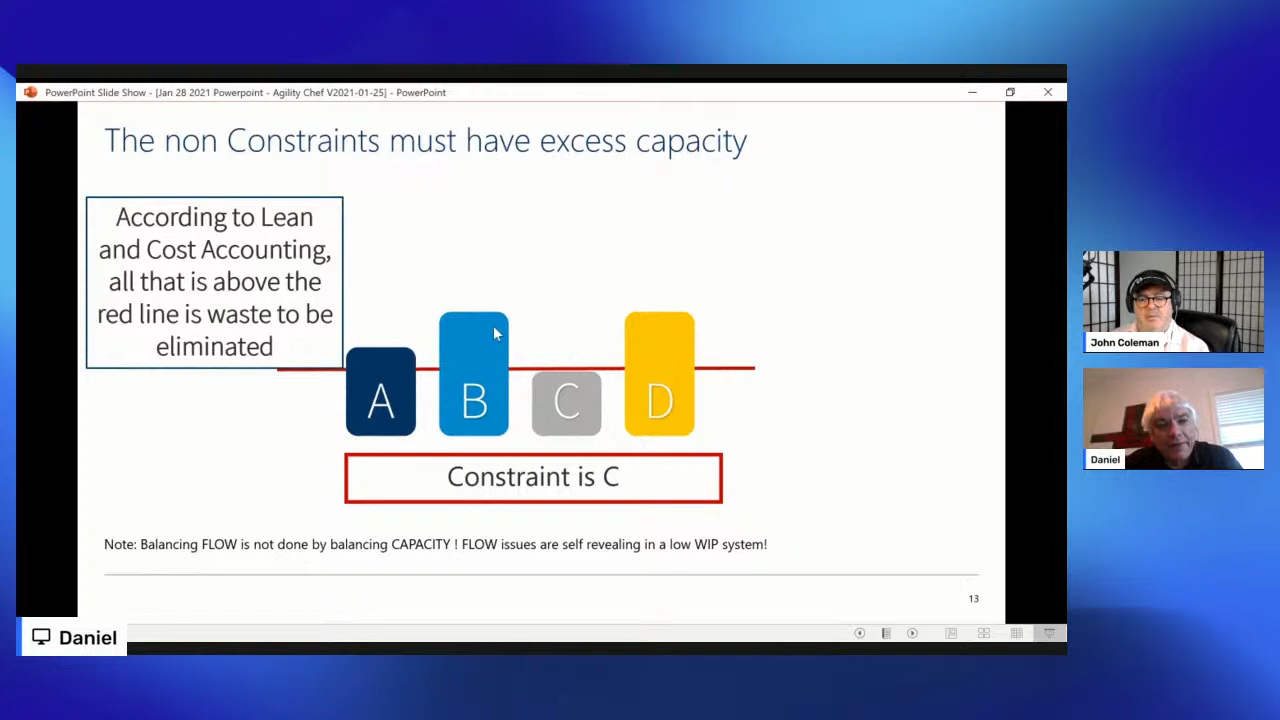 PowerPoint Slide Show - [Jan 28 2021 Powerpoint - Agility Chef V2021-01-25] - PowerPoint
The non Constraints must have excess capacity
According to Lean
and Cost Accounting,
all that is above the
red line is waste to be
eliminated
A B C D
Constraint is C
Note: Balancing FLOW is not done by balancing CAPACITY ! FLOW issues are self revealing in a low WIP system!
13
Daniel
John Coleman
Daniel